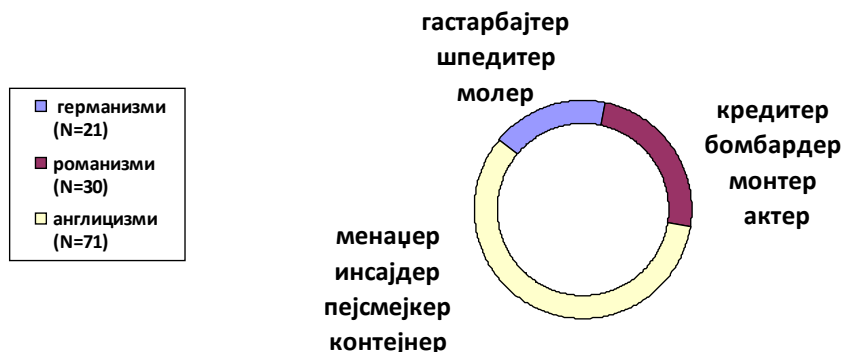 германизми
(N=21)
романизми
(N=30)
англицизми
(N=71)
гастарбајтер
шпедитер
молер
кредитер
бомбардер
монтер
актер
менаџер
инсајдер
пејсмејкер
контејнер